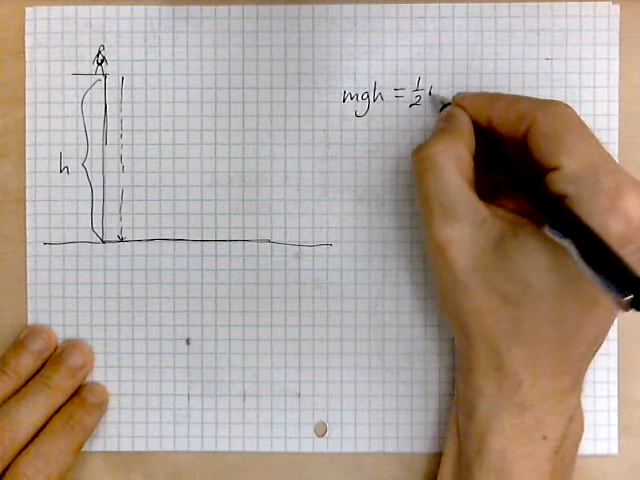 h
mgh = 1/2